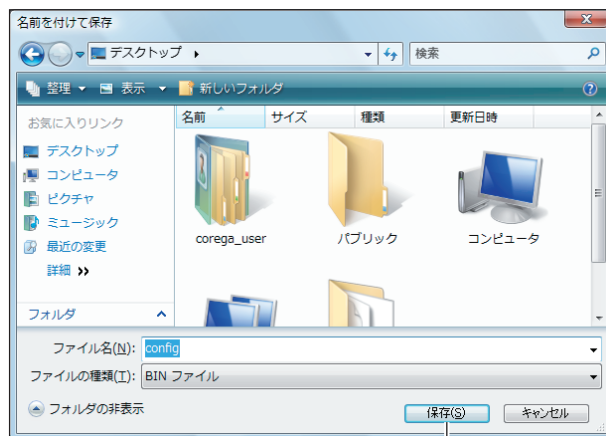 名前を付けて保存
デスクトップ
検索
整理 表示 新しいフォルダ
お気に入りリンク
デスクトップ
コンピュータ
ピクチャ
ミュージック
最近の変更
詳細 >>
フォルダ
名前 サイズ 種類 更新日時
corega_user パブリック コンピュータ
ファイル名(N): config
ファイルの種類(T): BIN ファイル
フォルダの非表示
保存(S) キャンセル